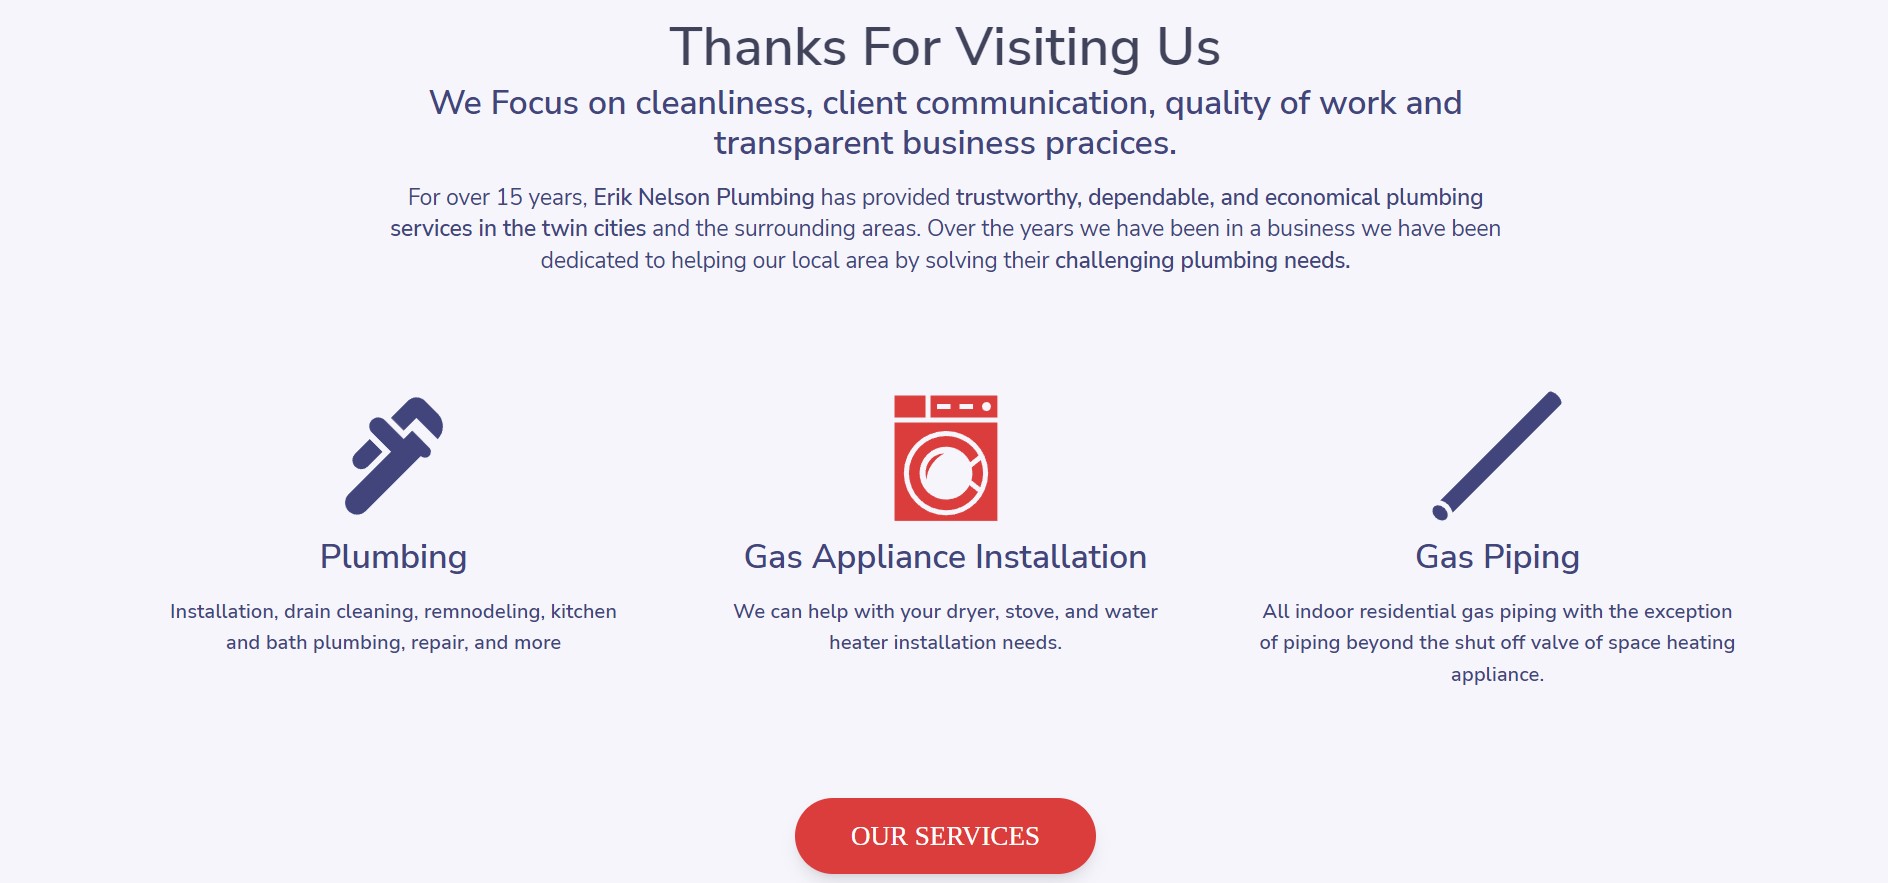 Thanks For Visiting Us
We Focus on cleanliness, client communication, quality of work and
transparent business pracices.
For over 15 years, Erik Nelson Plumbing has provided trustworthy, dependable, and economical plumbing
services in the twin cities and the surrounding areas. Over the years we have been in a business we have been
dedicated to helping our local area by solving their challenging plumbing needs.
Plumbing
Installation, drain cleaning, remnodeling, kitchen
and bath plumbing, repair, and more
Gas Appliance Installation
We can help with your dryer, stove, and water
heater installation needs.
Gas Piping
All indoor residential gas piping with the exception
of piping beyond the shut off valve of space heating
appliance.
OUR SERVICES